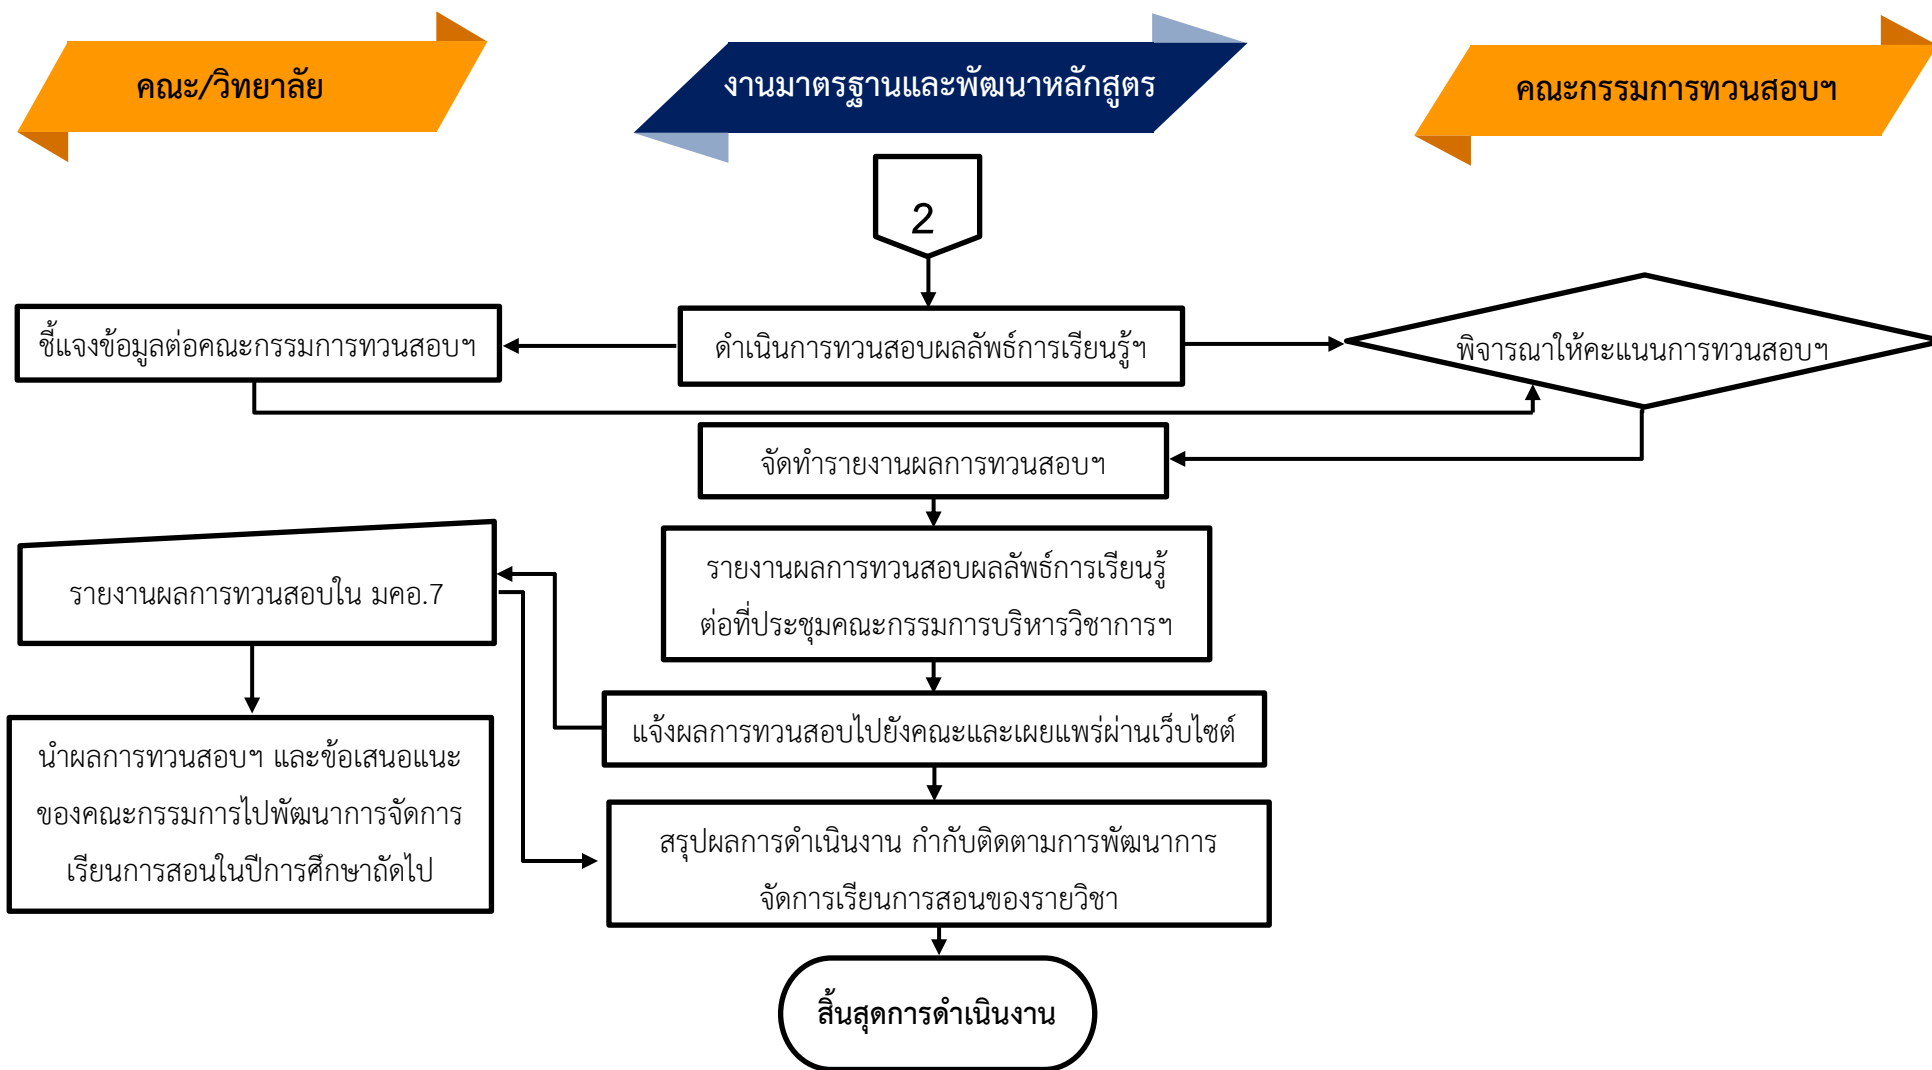 คณะ/วิทยาลัย
งานมาตรฐานและพัฒนาหลักสูตร
คณะกรรมการทวนสอบฯ
2
ชี้แจงข้อมูลต่อคณะกรรมการทวนสอบฯ
ดำเนินการทวนสอบผลลัพธ์การเรียนรู้ฯ
พิจารณาให้คะแนนการทวนสอบฯ
จัดทำรายงานผลการทวนสอบฯ
รายงานผลการทวนสอบผลลัพธ์การเรียนรู้
ต่อที่ประชุมคณะกรรมการบริหารวิชาการฯ
รายงานผลการทวนสอบใน มคอ.7
แจ้งผลการทวนสอบไปยังคณะและเผยแพร่ผ่านเว็บไซต์
นำผลการทวนสอบฯ และข้อเสนอแนะ
ของคณะกรรมการไปพัฒนาการจัดการ
เรียนการสอนในปีการศึกษาถัดไป
สรุปผลการดำเนินงาน กำกับติดตามการพัฒนาการ
จัดการเรียนการสอนของรายวิชา
สิ้นสุดการดำเนินงาน